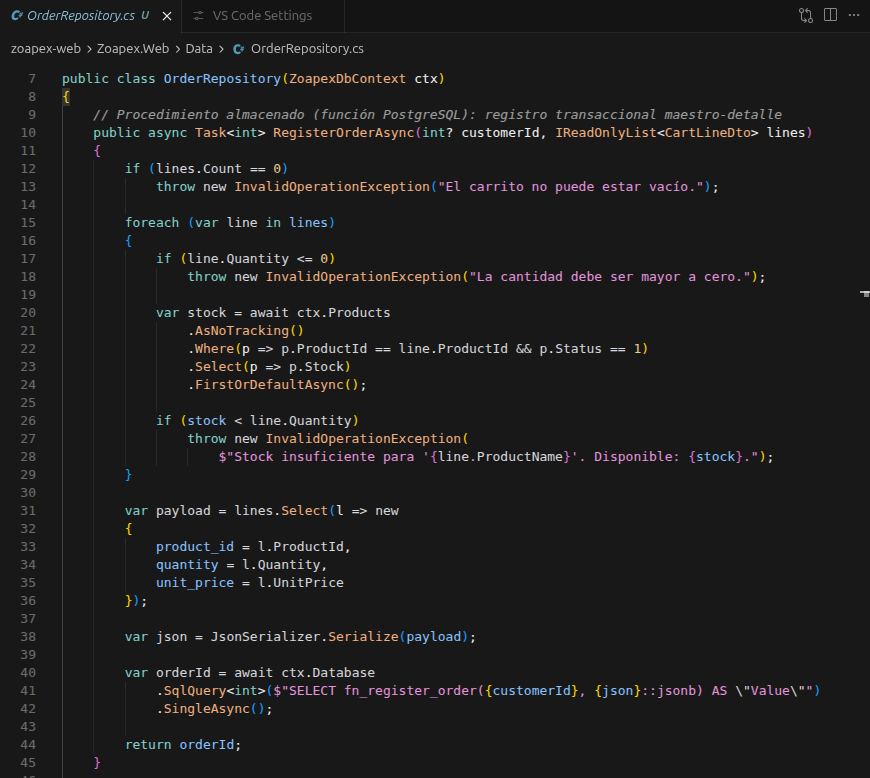 OrderRepository.cs U VS Code Settings
zoapex-web > Zoapex.Web > Data > OrderRepository.cs
7 public class OrderRepository(ZoapexDbContext ctx)
8 {
9     // Procedimiento almacenado (función PostgreSQL): registro transaccional maestro-detalle
10     public async Task<int> RegisterOrderAsync(int? customerId, IReadOnlyList<CartLineDto> lines)
11     {
12         if (lines.Count == 0)
13             throw new InvalidOperationException("El carrito no puede estar vacío.");
14
15         foreach (var line in lines)
16         {
17             if (line.Quantity <= 0)
18                 throw new InvalidOperationException("La cantidad debe ser mayor a cero.");
19
20             var stock = await ctx.Products
21                 .AsNoTracking()
22                 .Where(p => p.ProductId == line.ProductId && p.Status == 1)
23                 .Select(p => p.Stock)
24                 .FirstOrDefaultAsync();
25
26             if (stock < line.Quantity)
27                 throw new InvalidOperationException(
28                     $"Stock insuficiente para '{line.ProductName}'. Disponible: {stock}.");
29         }
30
31         var payload = lines.Select(l => new
32         {
33             product_id = l.ProductId,
34             quantity = l.Quantity,
35             unit_price = l.UnitPrice
36         });
37
38         var json = JsonSerializer.Serialize(payload);
39
40         var orderId = await ctx.Database
41             .SqlQuery<int>($"SELECT fn_register_order({customerId}, {json}::jsonb) AS \"Value\"")
42             .SingleAsync();
43
44         return orderId;
45     }